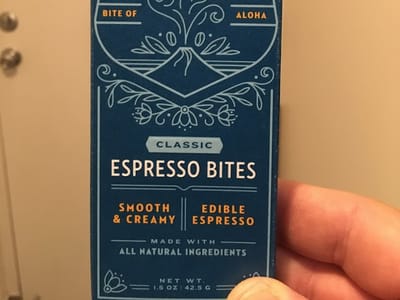 BITE OF ALOHA
CLASSIC
ESPRESSO BITES
SMOOTH & CREAMY
EDIBLE ESPRESSO
MADE WITH
ALL NATURAL INGREDIENTS
NET WT.
1.5 OZ | 42.5 G